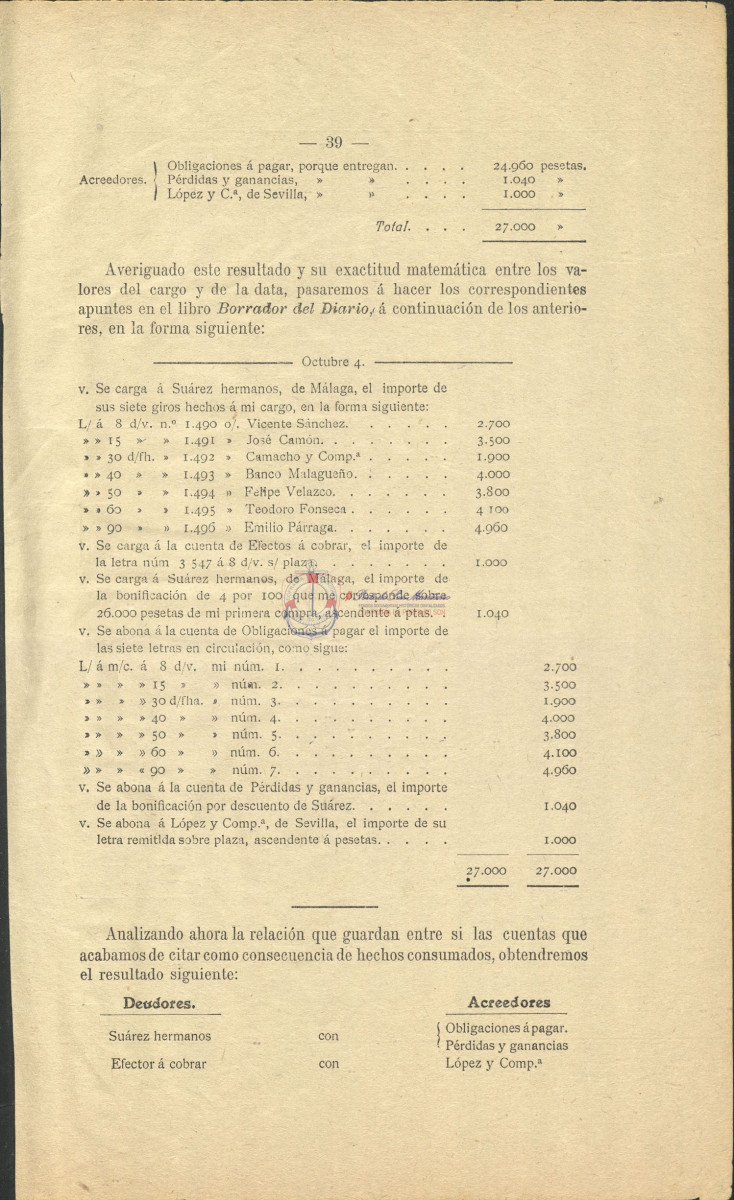 — 39 —
Obligaciones á pagar, porque entregan. . . . . 24.960 pesetas.
Acreedores. Pérdidas y ganancias, » » . . . . 1.040 »
López y C.ª, de Sevilla, » » . . . . 1.000 »
Total. . . . 27.000 »
Averiguado este resultado y su exactitud matemática entre los va-
lores del cargo y de la data, pasaremos á hacer los correspondientes
apuntes en el libro Borrador del Diario, á continuación de los anterio-
res, en la forma siguiente:
Octubre 4.
v. Se carga á Suárez hermanos, de Málaga, el importe de
sus siete giros hechos á mi cargo, en la forma siguiente:
L/ á 8 d/v. n.º 1.490 o/. Vicente Sánchez. . . . . . 2.700
» » 15 » » 1.491 » José Camón. . . . . . . . 3.500
» » 30 d/fh. » 1.492 » Camacho y Comp.ª . . . . . 1.900
» » 40 » » 1.493 » Banco Malagueño. . . . . . 4.000
» » 50 » » 1.494 » Felipe Velazco. . . . . . . 3.800
» » 60 » » 1.495 » Teodoro Fonseca . . . . . . 4 100
» » 90 » » 1.496 » Emilio Párraga. . . . . . . 4.960
v. Se carga á la cuenta de Efectos á cobrar, el importe de
la letra núm 3 547 á 8 d/v. s/ plaza. . . . . . . . 1.000
v. Se carga á Suárez hermanos, de Málaga, el importe de
la bonificación de 4 por 100 que me corresponde sobre
26.000 pesetas de mi primera compra, ascendente á ptas. . 1.040
v. Se abona á la cuenta de Obligaciones á pagar el importe de
las siete letras en circulación, como sigue:
L/ á m/c. á 8 d/v. mi núm. 1. . . . . . . . . . 2.700
» » » » 15 » » núm. 2. . . . . . . . . . 3.500
» » » » 30 d/fha. » núm. 3. . . . . . . . . . 1.900
» » » » 40 » » núm. 4. . . . . . . . . . 4.000
» » » » 50 » » núm. 5. . . . . . . . . . 3.800
» » » » 60 » » núm. 6. . . . . . . . . . 4.100
» » » « 90 » » núm. 7. . . . . . . . . . 4.960
v. Se abona á la cuenta de Pérdidas y ganancias, el importe
de la bonificación por descuento de Suárez. . . . . . 1.040
v. Se abona á López y Comp.ª, de Sevilla, el importe de su
letra remitida sobre plaza, ascendente á pesetas. . . . . 1.000
27.000 27.000
Analizando ahora la relación que guardan entre si las cuentas que
acabamos de citar como consecuencia de hechos consumados, obtendremos
el resultado siguiente:
Deudores. Acreedores
Suárez hermanos con Obligaciones á pagar.
Pérdidas y ganancias
Efector á cobrar con López y Comp.ª